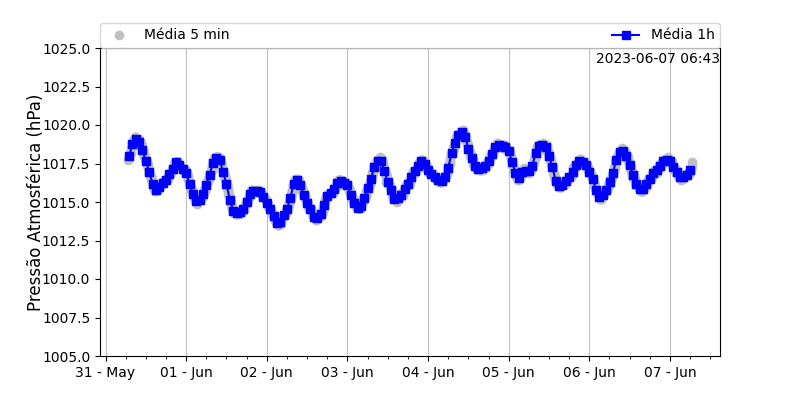 Média 5 min
Média 1h
2023-06-07 06:43
Pressão Atmosférica (hPa)
1025.0
1022.5
1020.0
1017.5
1015.0
1012.5
1010.0
1007.5
1005.0
31 - May
01 - Jun
02 - Jun
03 - Jun
04 - Jun
05 - Jun
06 - Jun
07 - Jun